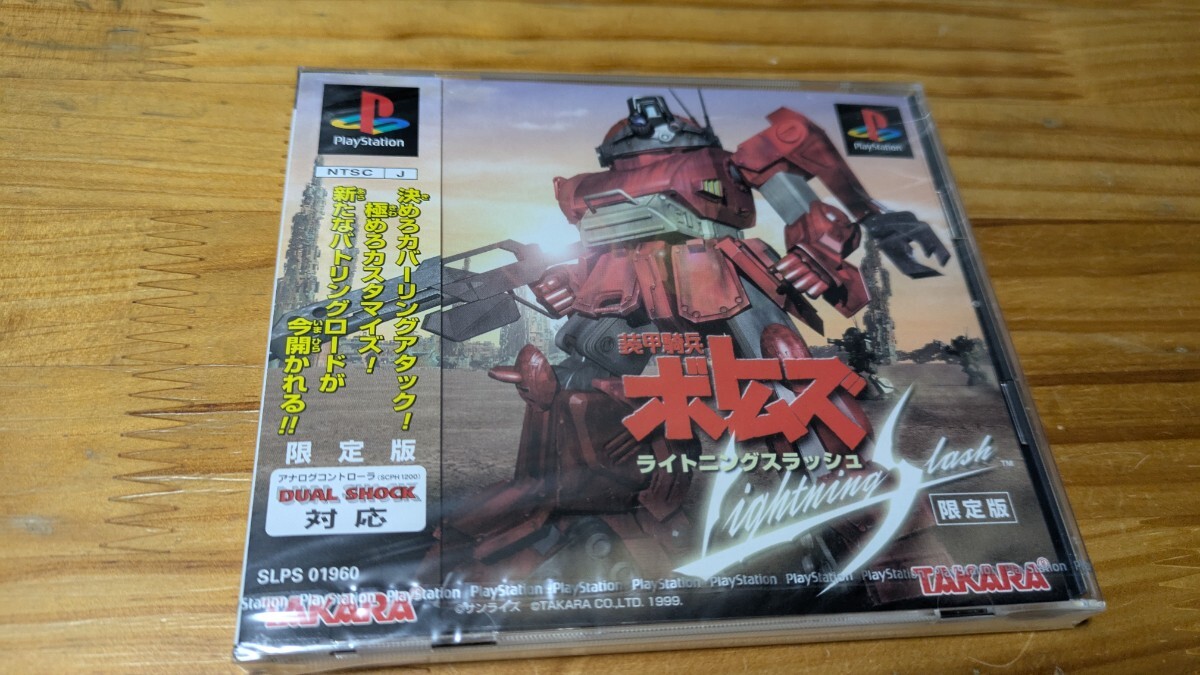 PlayStation
NTSC J
決めろカバーリングアタック!
極めろカスタマイズ!
新たなバトリングロードが
今開かれる!!
限定版
アナログコントローラ(SCPH-1200)
DUAL SHOCK
対応
SLPS 01960
TAKARA
PlayStation
装甲騎兵
ボトムズ
ライトニングスラッシュ
Lightning Slash™
限定版
TAKARA®
Station PlayStation PlayStation PlayStation PlayStation PlayStation PlayStation PlayStation
©サンライズ ©TAKARA CO.,LTD. 1999.